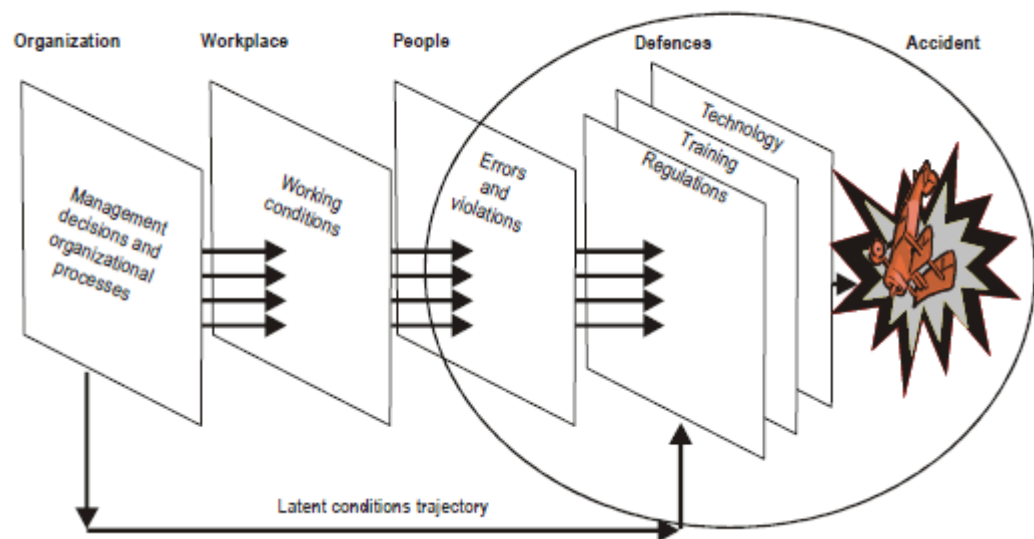 Organization
Workplace
People
Defences
Accident
Management
decisions and
organizational
processes
Working
conditions
Errors
and
violations
Technology
Training
Regulations
Latent conditions trajectory